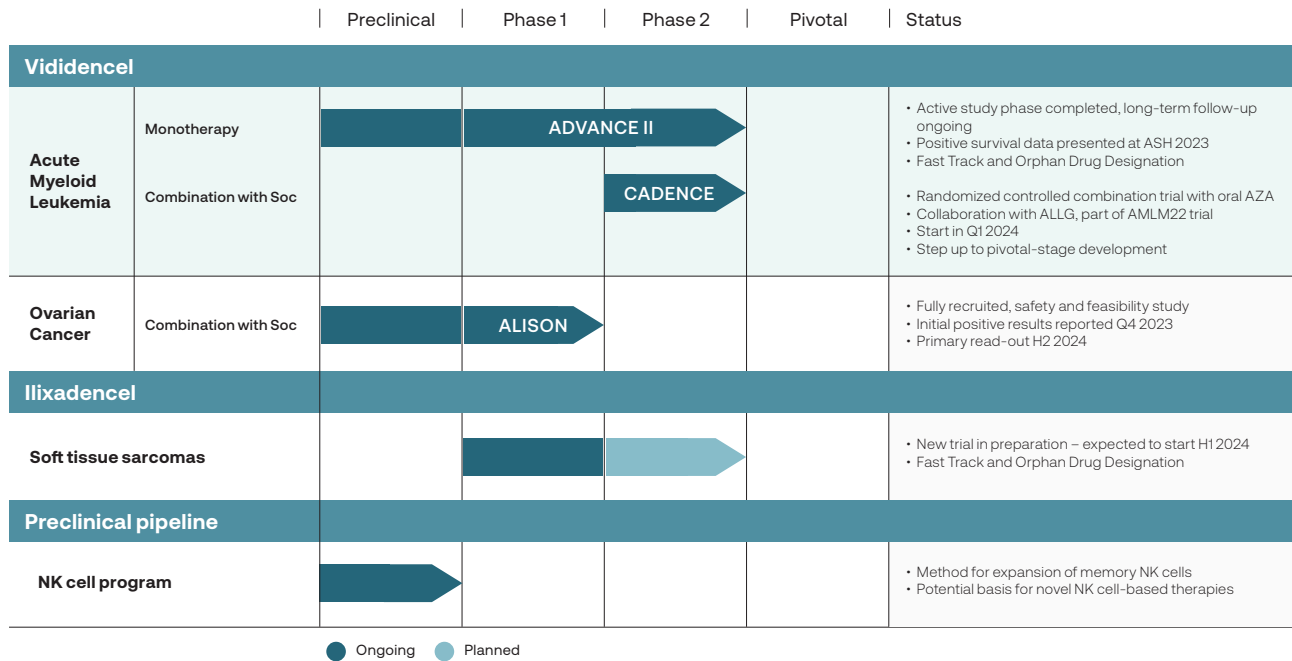 Preclinical
Phase 1
Phase 2
Pivotal
Status
Vididencel
Acute
Myeloid
Leukemia
Monotherapy
ADVANCE II
• Active study phase completed, long-term follow-up
ongoing
• Positive survival data presented at ASH 2023
• Fast Track and Orphan Drug Designation
Combination with Soc
CADENCE
• Randomized controlled combination trial with oral AZA
• Collaboration with ALLG, part of AMLM22 trial
• Start in Q1 2024
• Step up to pivotal-stage development
Ovarian
Cancer
Combination with Soc
ALISON
• Fully recruited, safety and feasibility study
• Initial positive results reported Q4 2023
• Primary read-out H2 2024
Ilixadencel
Soft tissue sarcomas
• New trial in preparation – expected to start H1 2024
• Fast Track and Orphan Drug Designation
Preclinical pipeline
NK cell program
• Method for expansion of memory NK cells
• Potential basis for novel NK cell-based therapies
Ongoing
Planned